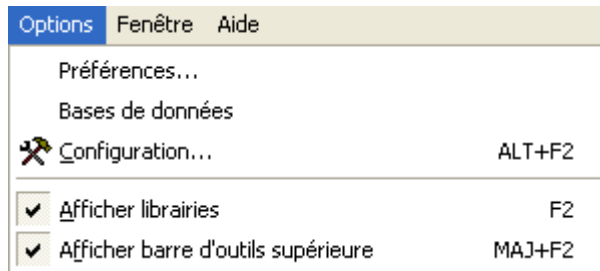 Options Fenêtre Aide
Préférences...
Bases de données
Configuration... ALT+F2
Afficher librairies F2
Afficher barre d'outils supérieure MAJ+F2